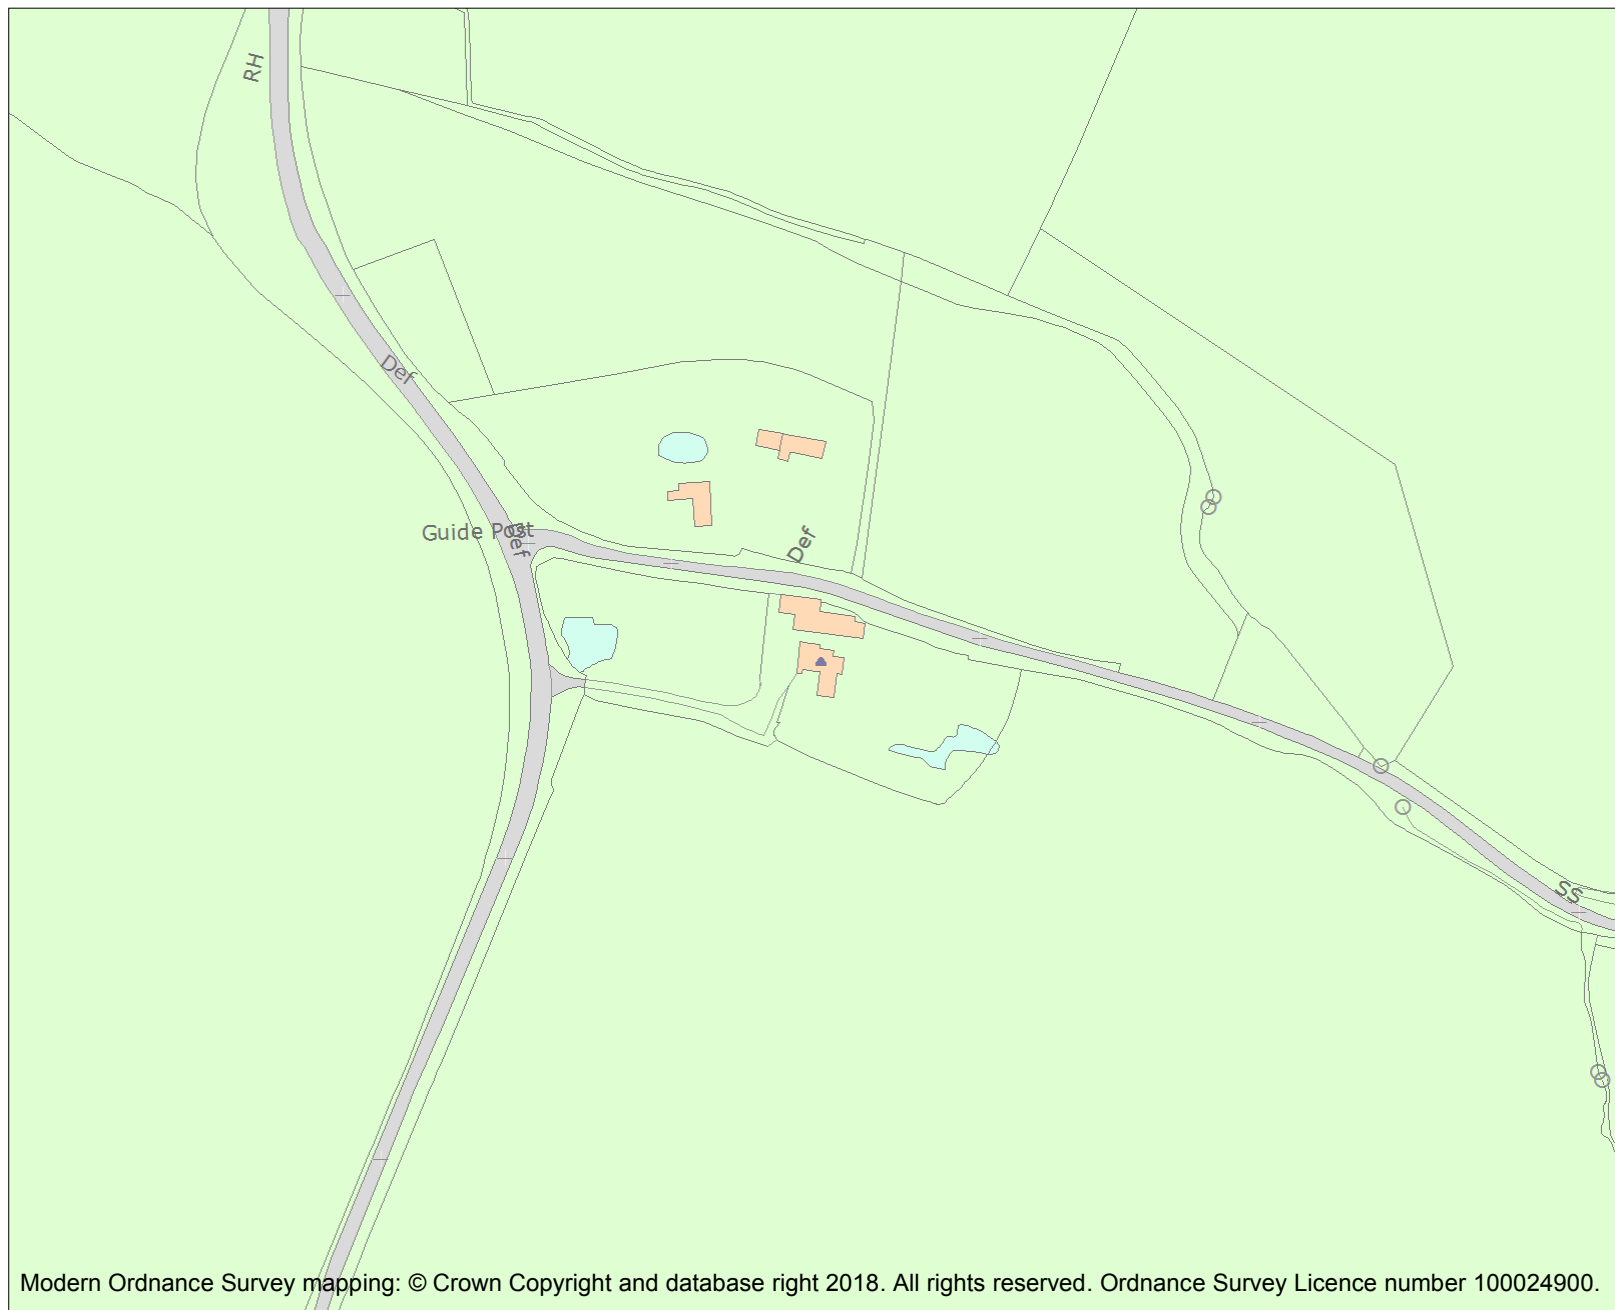 RH
Def
Guide Post
Def
Def
SS
Modern Ordnance Survey mapping: © Crown Copyright and database right 2018. All rights reserved. Ordnance Survey Licence number 100024900.